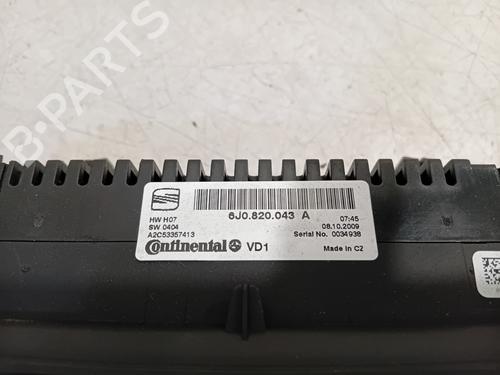 B-PARTS
6J0.820.043 A
HW H07
07:45
SW 0404
08.10.2009
A2C53357413
Serial No. 0034938
Continental VD1
Made in C2